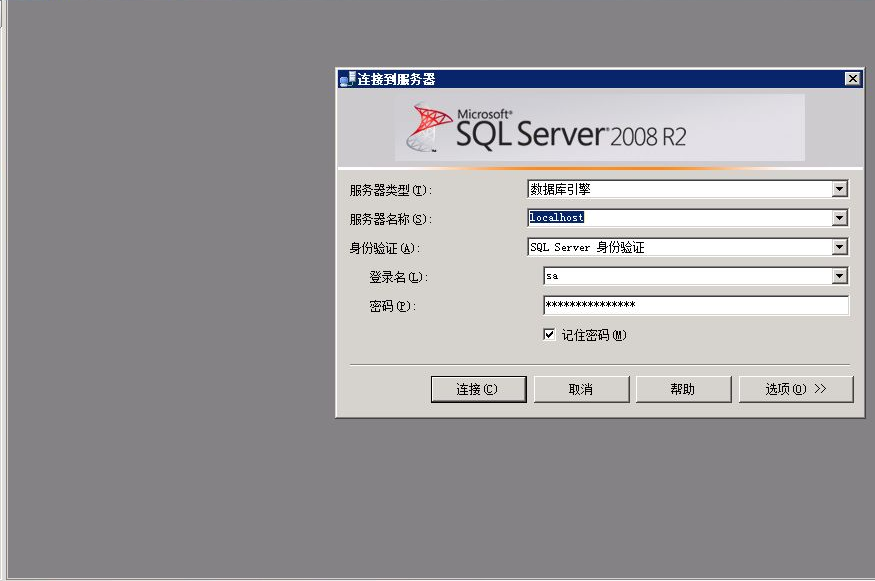 连接到服务器
Microsoft®
SQL Server® 2008 R2
服务器类型(T): 数据库引擎
服务器名称(S): localhost
身份验证(A): SQL Server 身份验证
登录名(L): sa
密码(P): ***************
记住密码(M)
连接(C) 取消 帮助 选项(O) >>